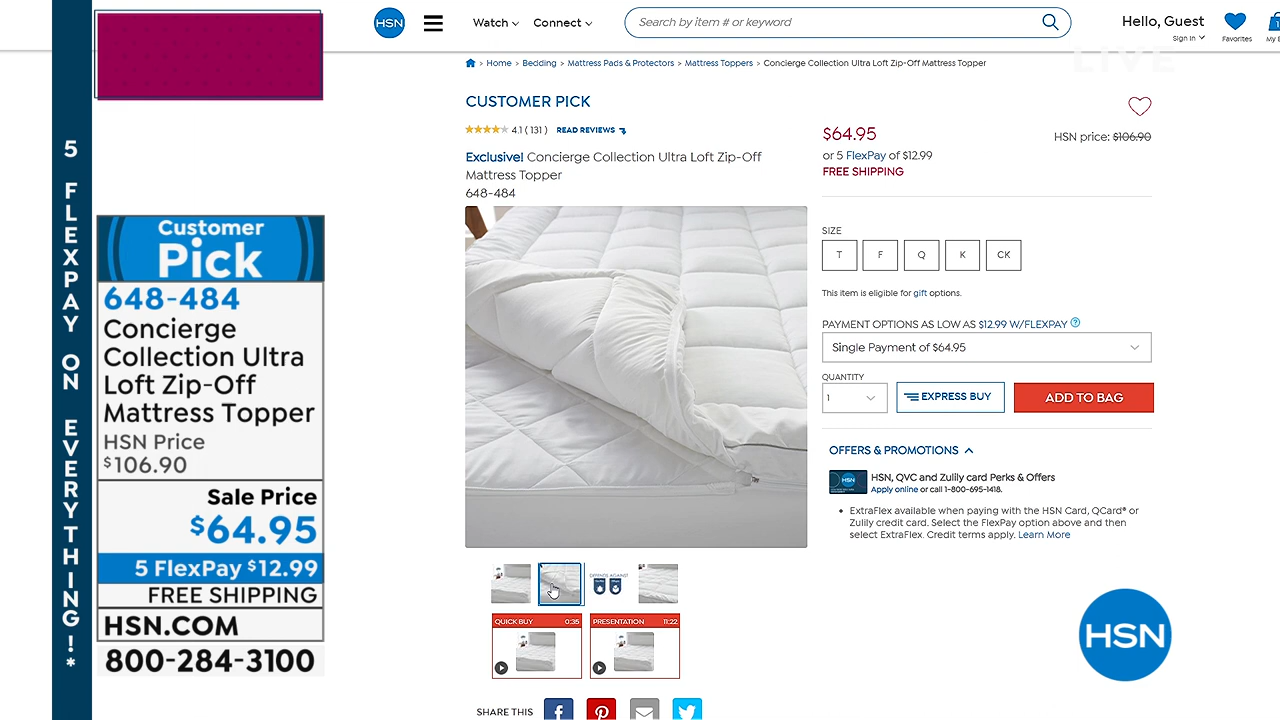 5 FLEXPAY ON EVERYTHING!*
Customer
Pick
648-484
Concierge
Collection Ultra
Loft Zip-Off
Mattress Topper
HSN Price
$106.90
Sale Price
$64.95
5 FlexPay $12.99
FREE SHIPPING
HSN.COM
800-284-3100
HSN
Watch
Connect
Search by item # or keyword
Hello, Guest
Sign In
Favorites
My
LIVE
> Home > Bedding > Mattress Pads & Protectors > Mattress Toppers > Concierge Collection Ultra Loft Zip-Off Mattress Topper
CUSTOMER PICK
4.1 ( 131 ) READ REVIEWS
Exclusive! Concierge Collection Ultra Loft Zip-Off
Mattress Topper
648-484
DEFENDS AGAINST
QUICK BUY 0:35
PRESENTATION 11:22
SHARE THIS
$64.95
HSN price: $106.90
or 5 FlexPay of $12.99
FREE SHIPPING
SIZE
T F Q K CK
This item is eligible for gift options.
PAYMENT OPTIONS AS LOW AS $12.99 W/FLEXPAY ?
Single Payment of $64.95
QUANTITY
1
EXPRESS BUY
ADD TO BAG
OFFERS & PROMOTIONS
HSN
HSN, QVC and Zulily card Perks & Offers
Apply online or call 1-800-695-1418.
• ExtraFlex available when paying with the HSN Card, QCard® or
Zulily credit card. Select the FlexPay option above and then
select ExtraFlex. Credit terms apply. Learn More
HSN